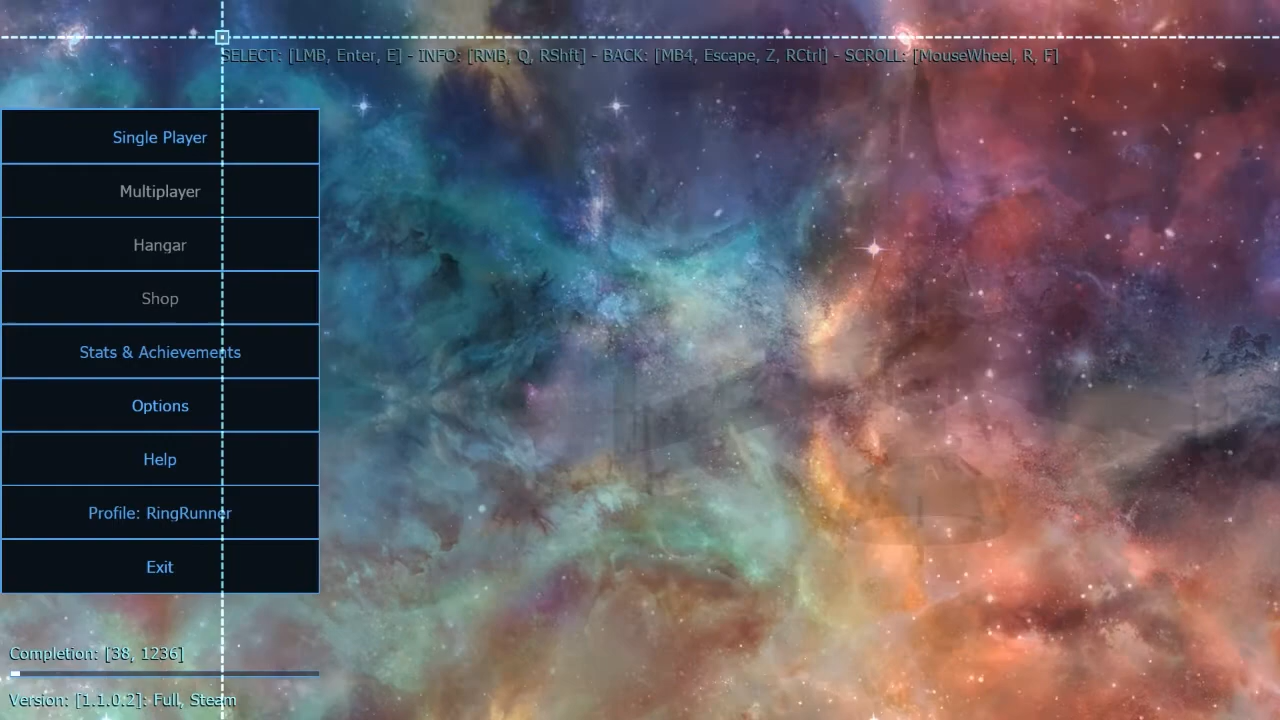 SELECT: [LMB, Enter, E] - INFO: [RMB, Q, RShft] - BACK: [MB4, Escape, Z, RCtrl] - SCROLL: [MouseWheel, R, F]
Single Player
Multiplayer
Hangar
Shop
Stats & Achievements
Options
Help
Profile: RingRunner
Exit
Completion: [38, 1236]
Version: [1.1.0.2]: Full, Steam